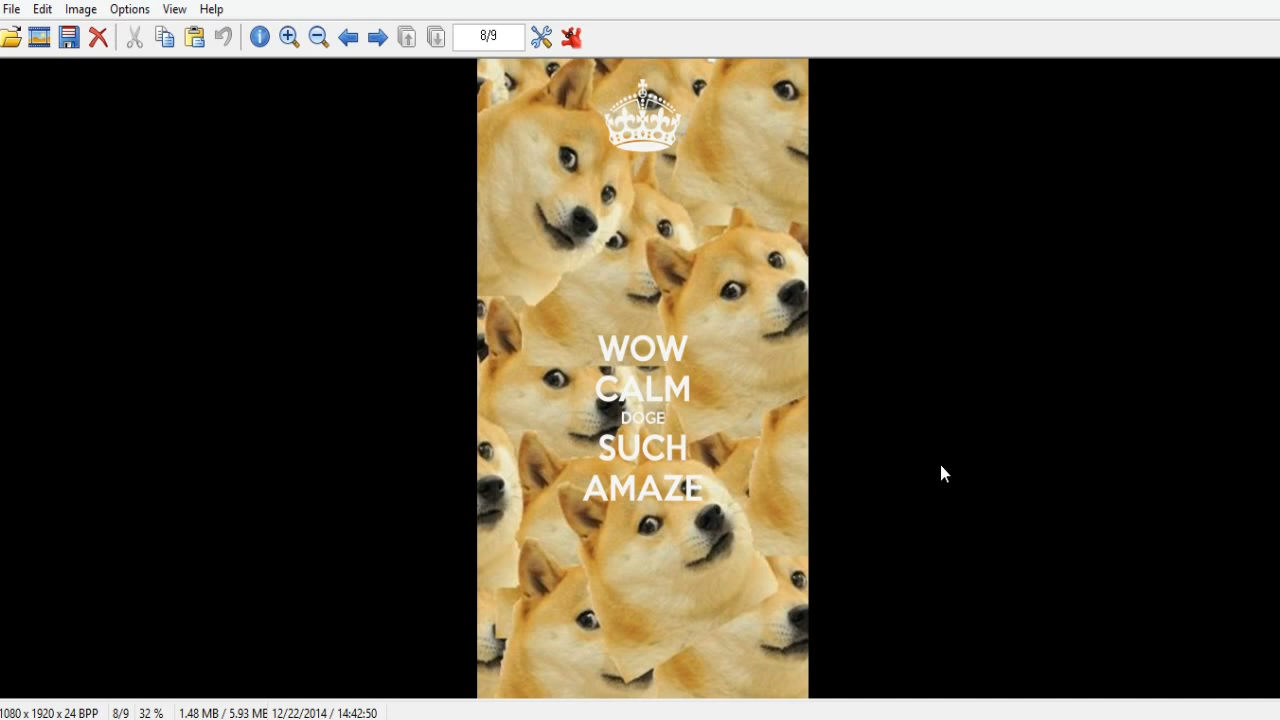 File Edit Image Options View Help
8/9
WOW
CALM
DOGE
SUCH
AMAZE
1080 x 1920 x 24 BPP 8/9 32 % 1.48 MB / 5.93 ME 12/22/2014 / 14:42:50